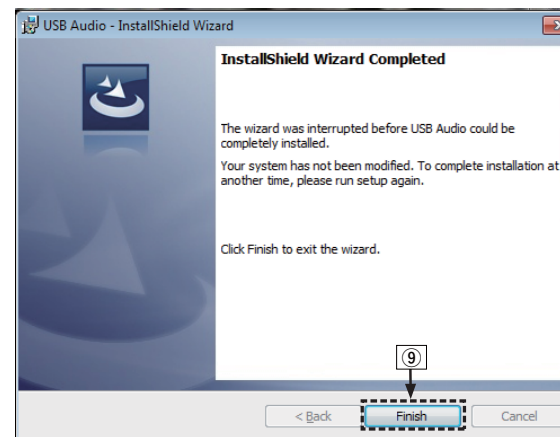 USB Audio - InstallShield Wizard
InstallShield Wizard Completed
The wizard was interrupted before USB Audio could be
completely installed.
Your system has not been modified. To complete installation at
another time, please run setup again.
Click Finish to exit the wizard.
⑨
< Back Finish Cancel